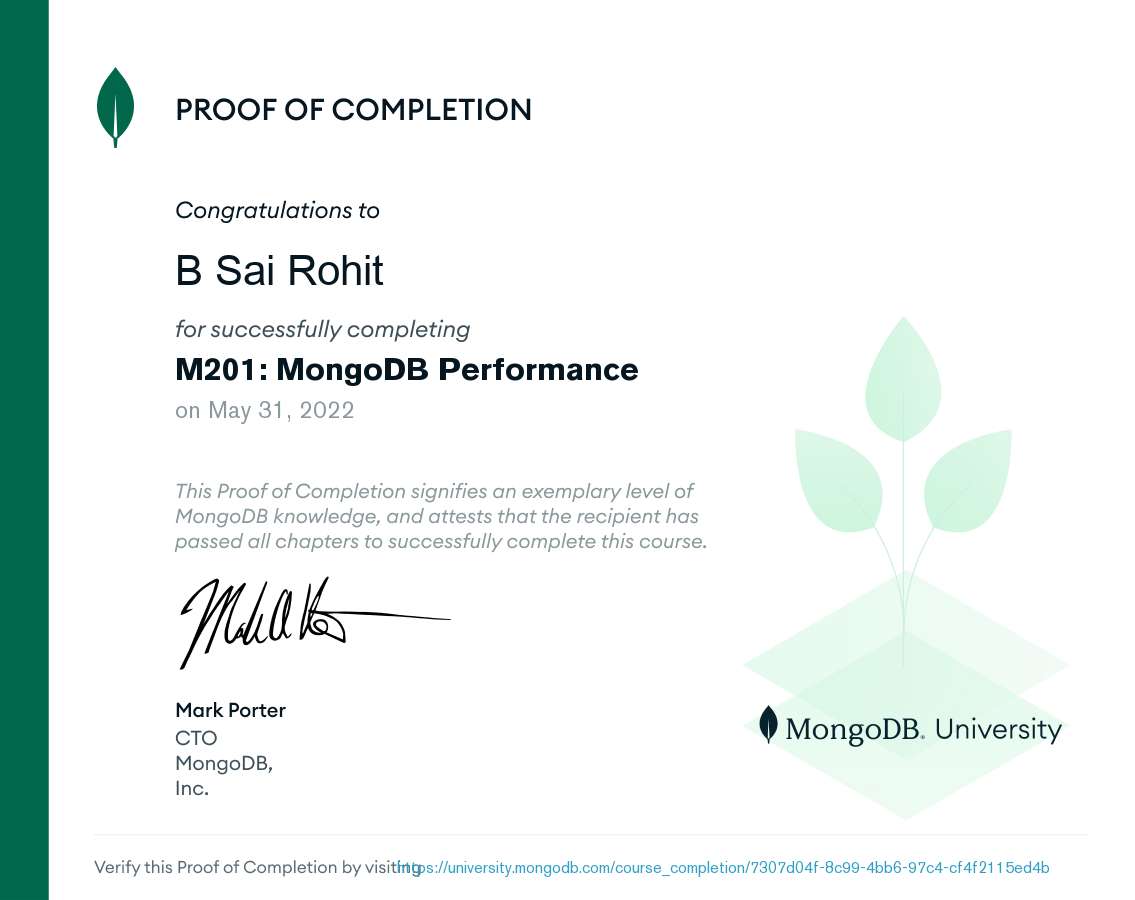 PROOF OF COMPLETION
Congratulations to
B Sai Rohit
for successfully completing
M201: MongoDB Performance
on May 31, 2022
This Proof of Completion signifies an exemplary level of
MongoDB knowledge, and attests that the recipient has
passed all chapters to successfully complete this course.
Mark Porter
CTO
MongoDB,
Inc.
MongoDB. University
Verify this Proof of Completion by visiting https://university.mongodb.com/course_completion/7307d04f-8c99-4bb6-97c4-cf4f2115ed4b